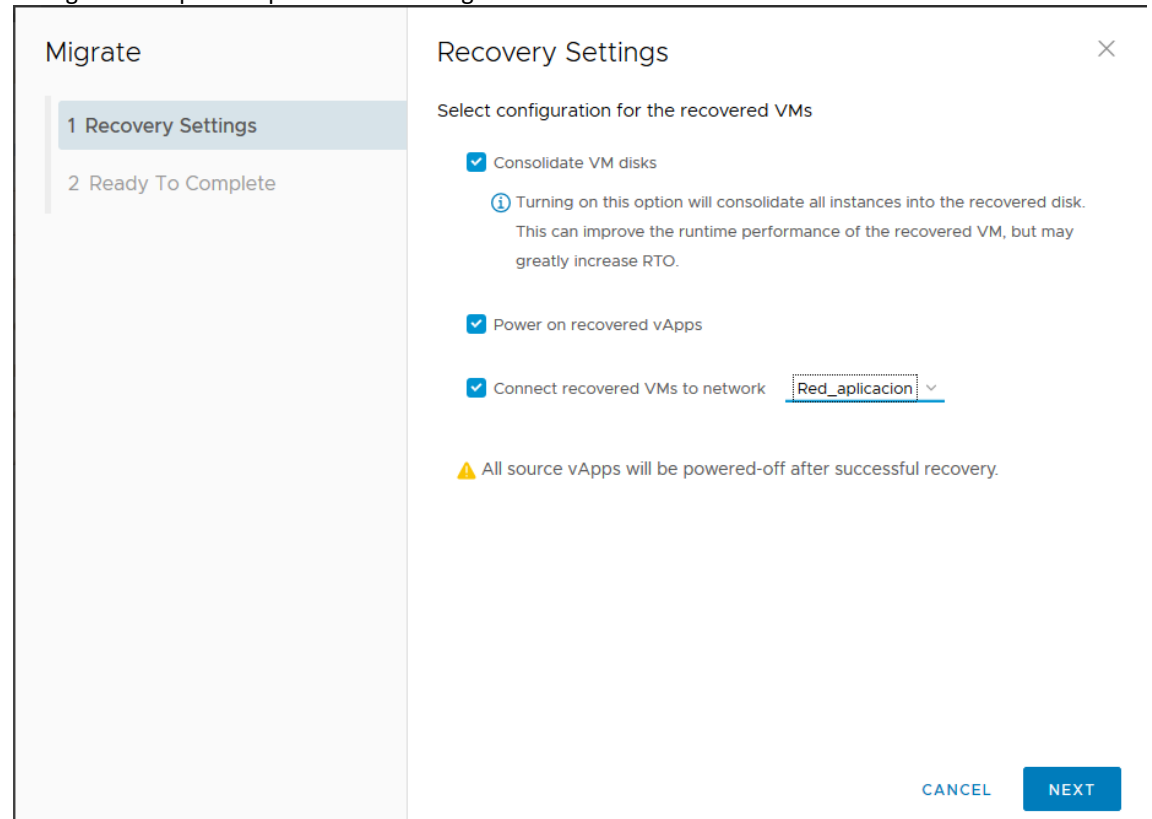 Migrate
1 Recovery Settings
2 Ready To Complete
Recovery Settings
Select configuration for the recovered VMs
Consolidate VM disks
Turning on this option will consolidate all instances into the recovered disk.
This can improve the runtime performance of the recovered VM, but may
greatly increase RTO.
Power on recovered vApps
Connect recovered VMs to network Red_aplicacion
All source vApps will be powered-off after successful recovery.
CANCEL NEXT